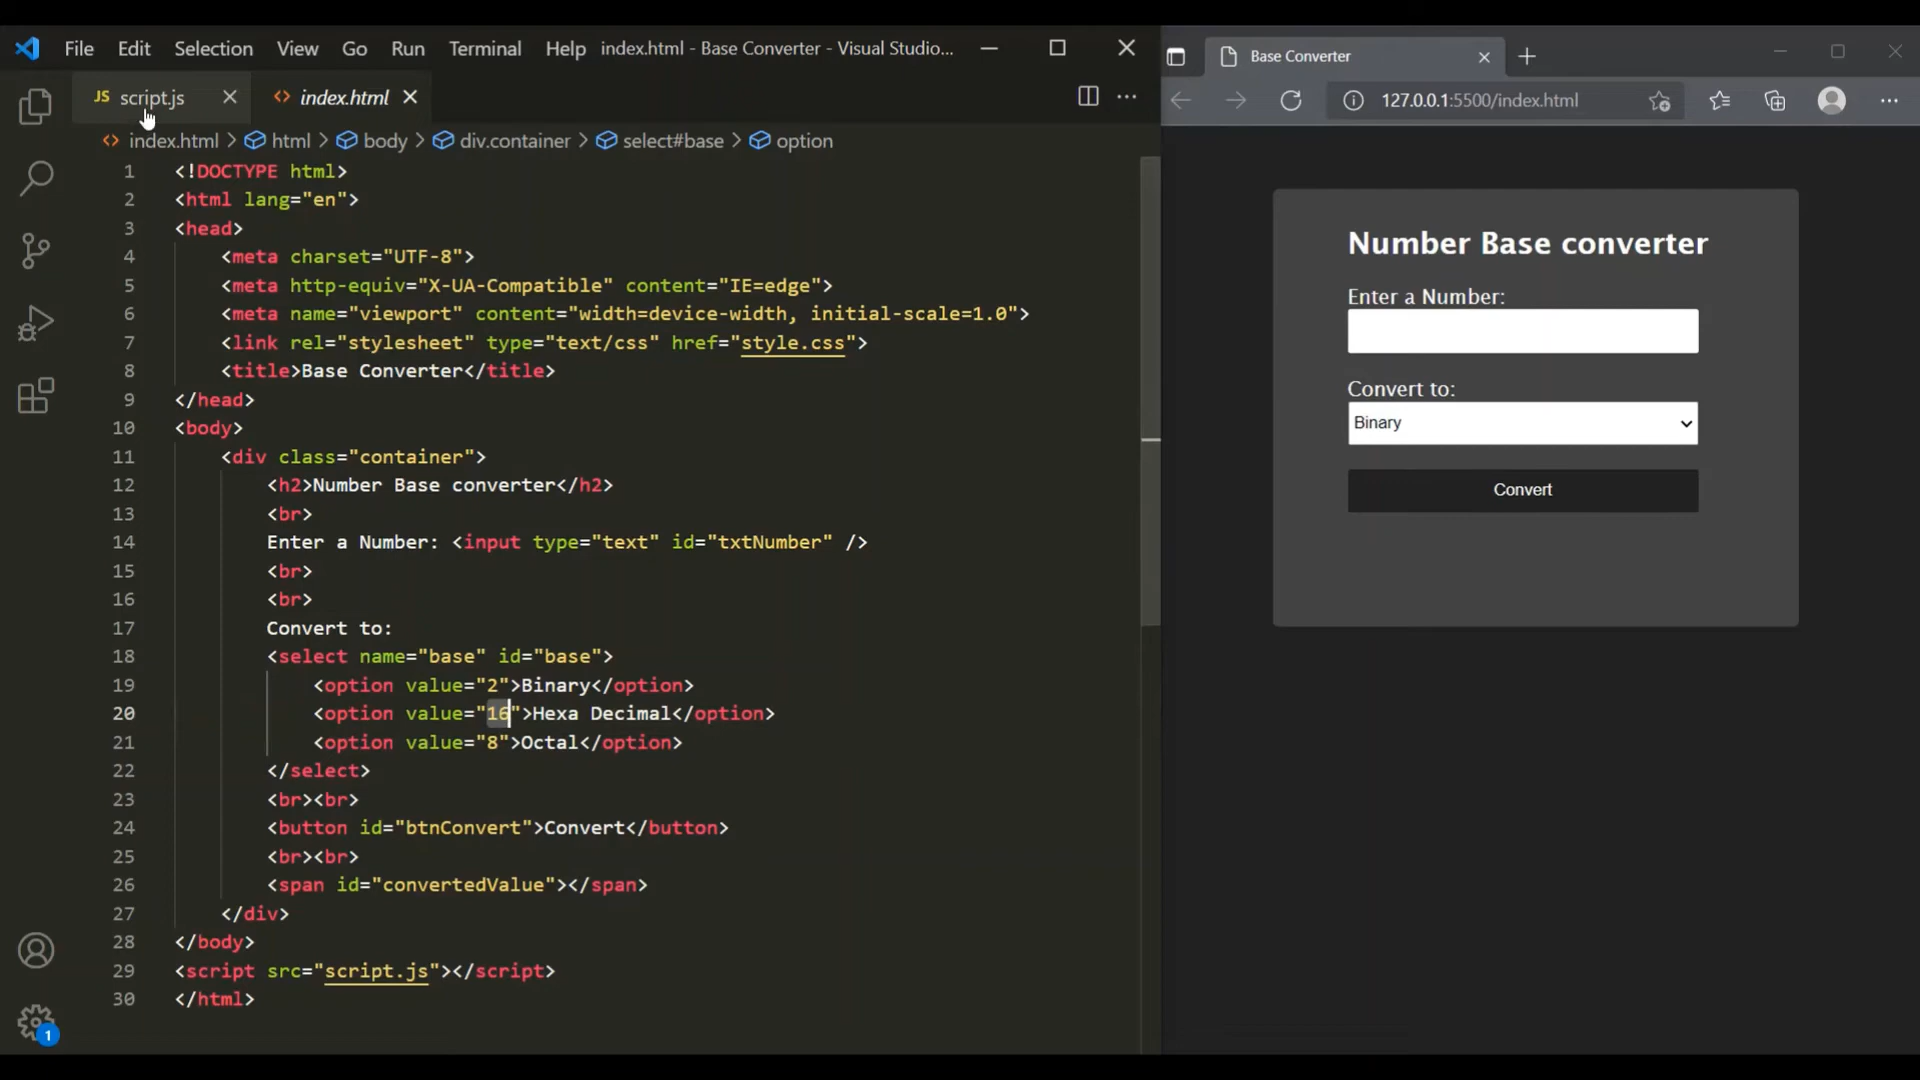 File Edit Selection View Go Run Terminal Help index.html - Base Converter - Visual Studio...
JS script.js index.html
index.html > html > body > div.container > select#base > option
1 <!DOCTYPE html>
2 <html lang="en">
3 <head>
4 <meta charset="UTF-8">
5 <meta http-equiv="X-UA-Compatible" content="IE=edge">
6 <meta name="viewport" content="width=device-width, initial-scale=1.0">
7 <link rel="stylesheet" type="text/css" href="style.css">
8 <title>Base Converter</title>
9 </head>
10 <body>
11 <div class="container">
12 <h2>Number Base converter</h2>
13 <br>
14 Enter a Number: <input type="text" id="txtNumber" />
15 <br>
16 <br>
17 Convert to:
18 <select name="base" id="base">
19 <option value="2">Binary</option>
20 <option value="16">Hexa Decimal</option>
21 <option value="8">Octal</option>
22 </select>
23 <br><br>
24 <button id="btnConvert">Convert</button>
25 <br><br>
26 <span id="convertedValue"></span>
27 </div>
28 </body>
29 <script src="script.js"></script>
30 </html>
1
Base Converter
127.0.0.1:5500/index.html
Number Base converter
Enter a Number:
Convert to:
Binary
Convert